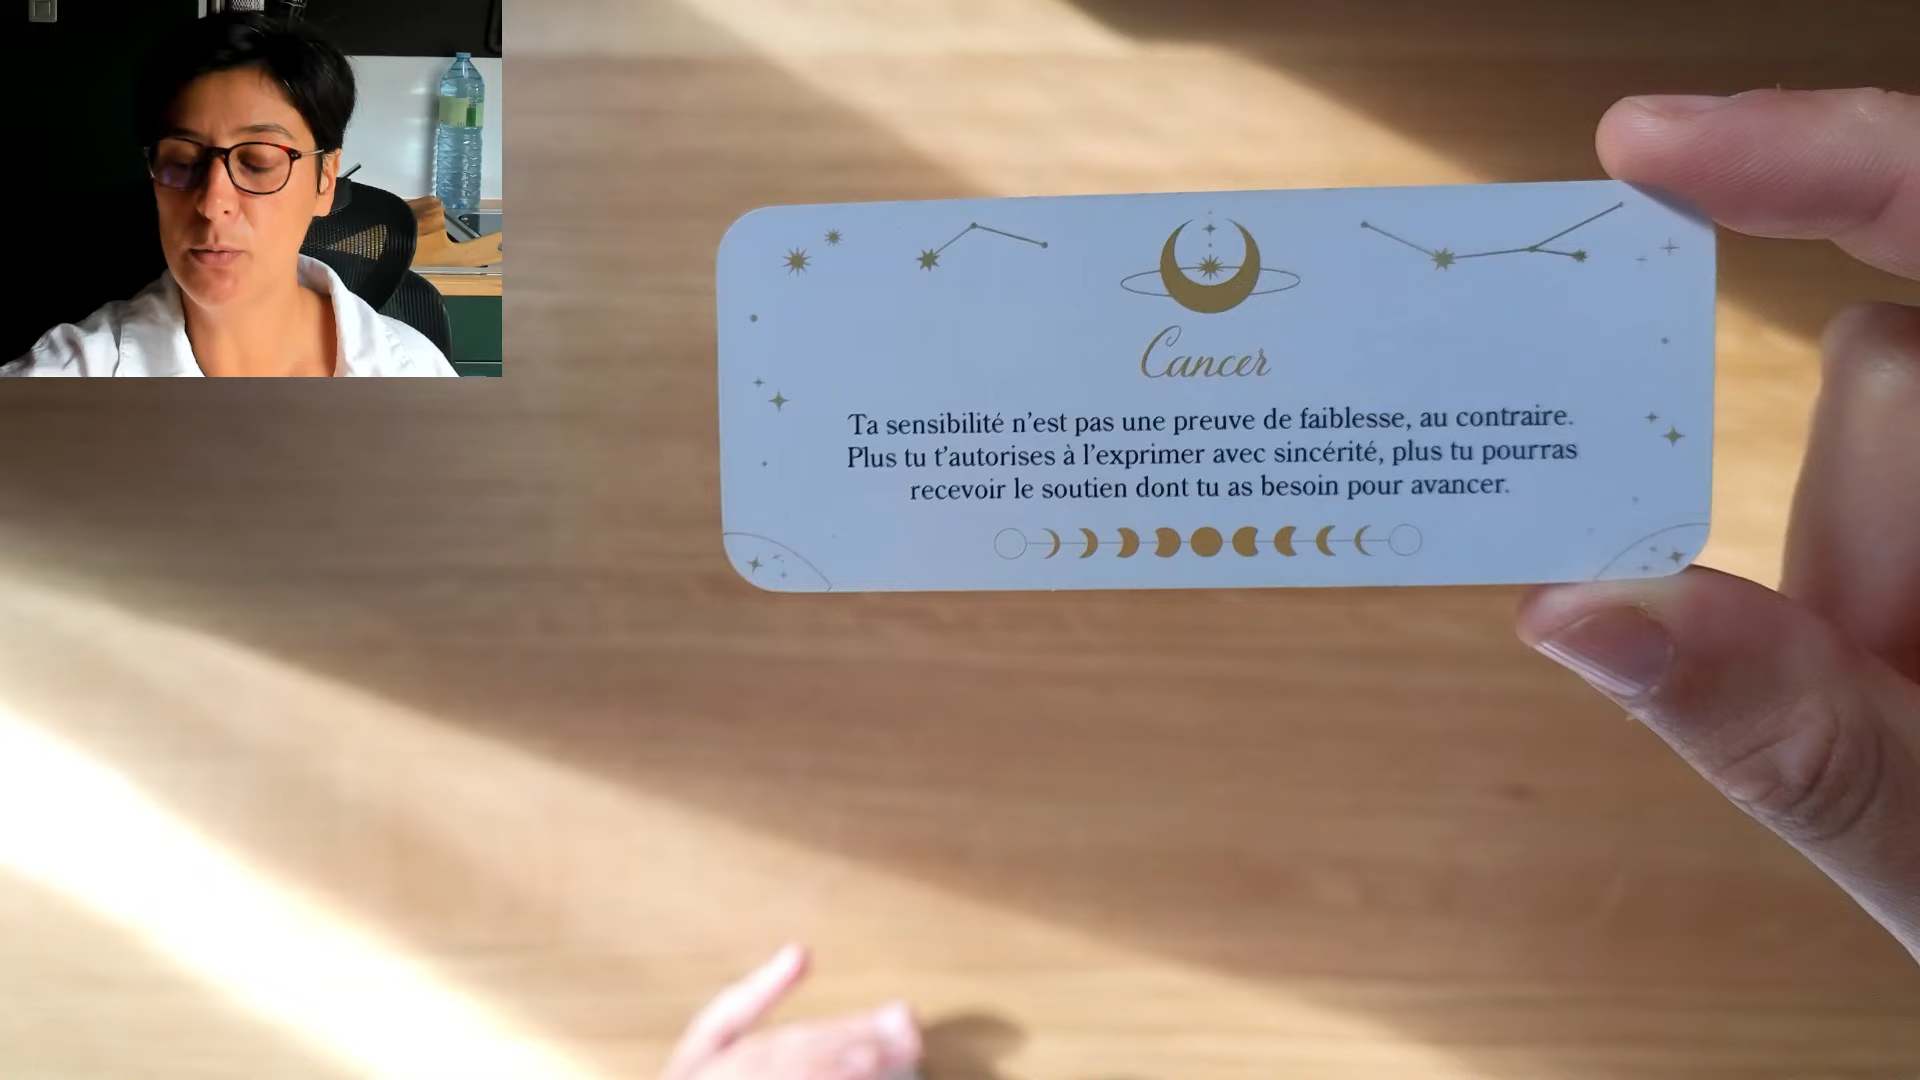 Cancer
Ta sensibilité n’est pas une preuve de faiblesse, au contraire.
Plus tu t’autorises à l’exprimer avec sincérité, plus tu pourras
recevoir le soutien dont tu as besoin pour avancer.